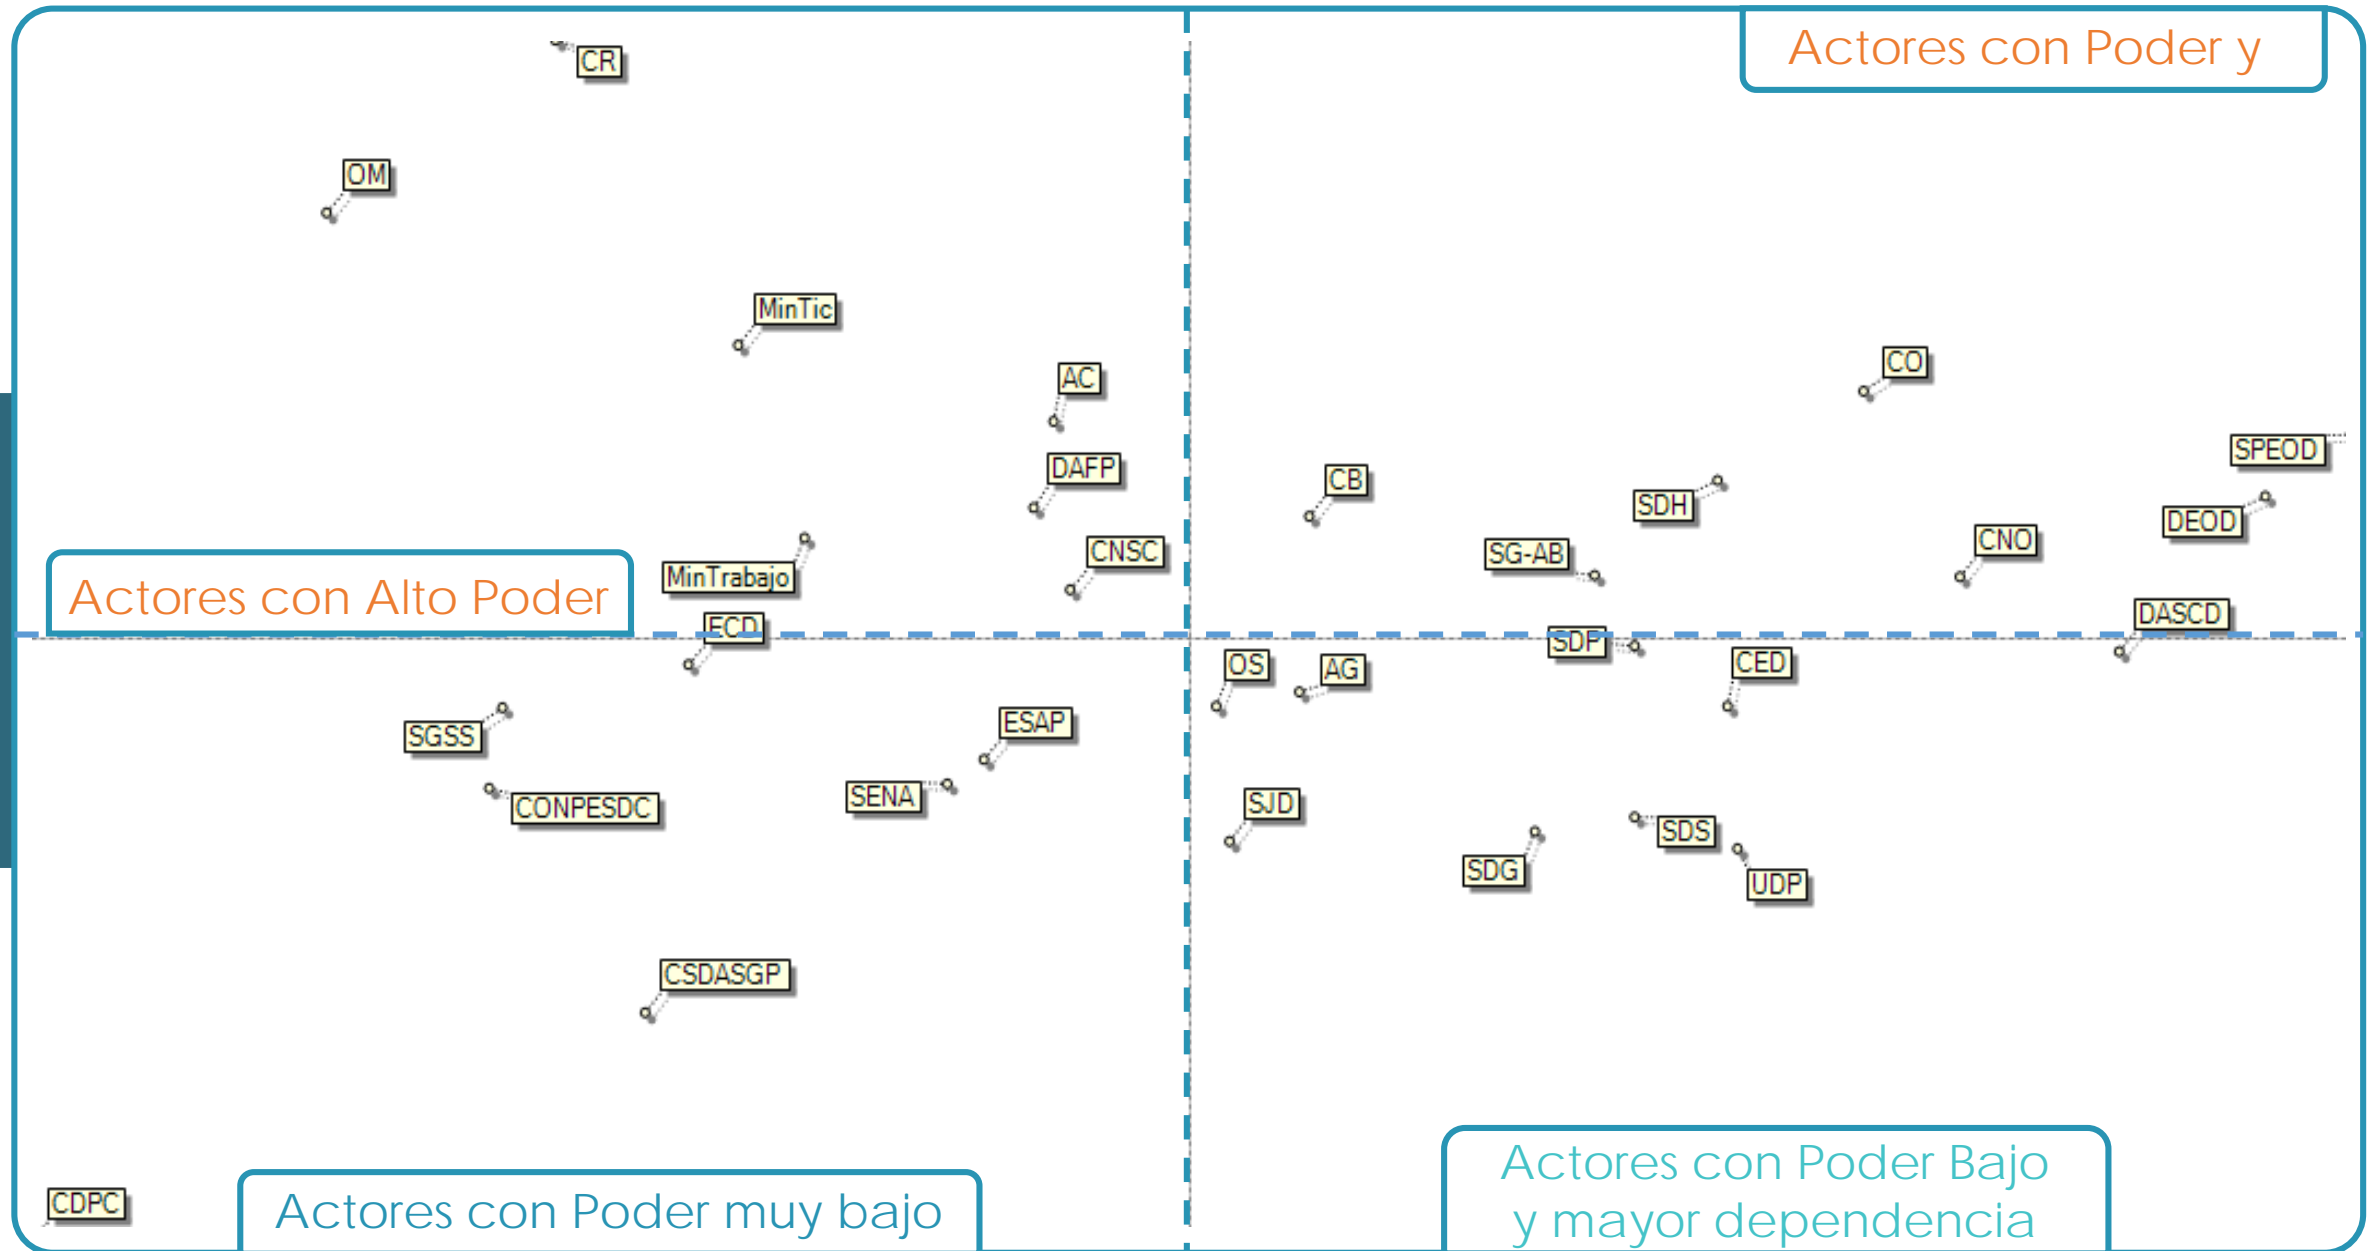 Actores con Poder y
CR
OM
MinTic
AC
CO
DAFP
CB
SDH
SPEOD
DEOD
CNSC
SG-AB
CNO
MinTrabajo
Actores con Alto Poder
ECD
SDP
DASCD
OS
AG
CED
SGSS
ESAP
CONPESDC
SENA
SJD
SDS
SDG
UDP
CSDASGP
CDPC
Actores con Poder muy bajo
Actores con Poder Bajo
y mayor dependencia